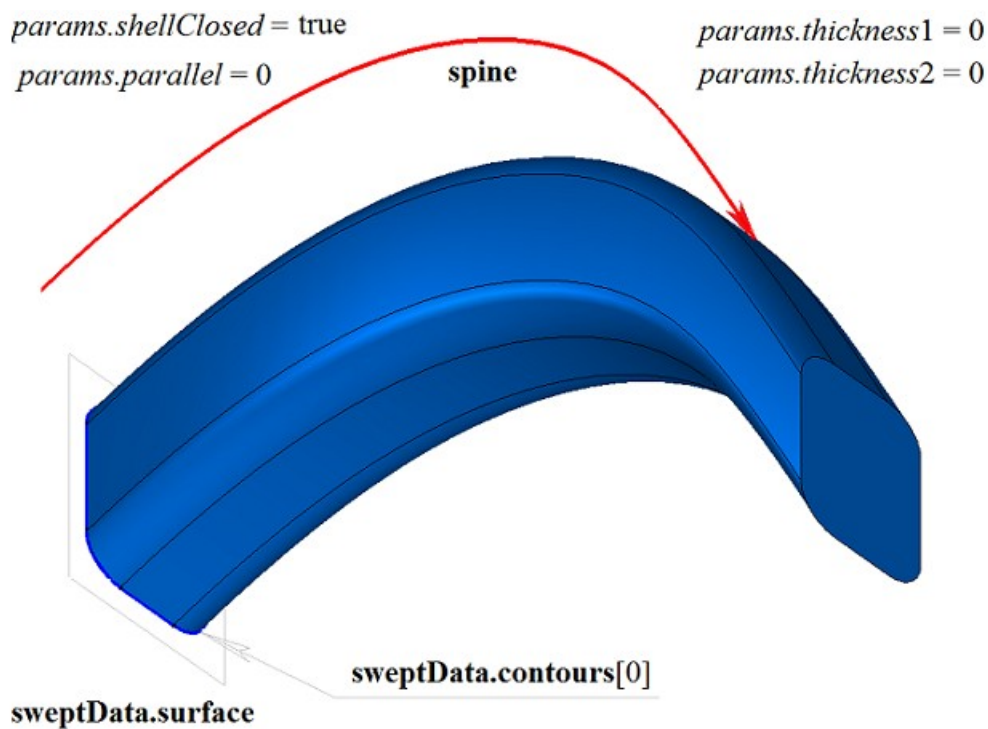 params.shellClosed = true
params.parallel = 0
spine
params.thickness1 = 0
params.thickness2 = 0
sweptData.contours[0]
sweptData.surface